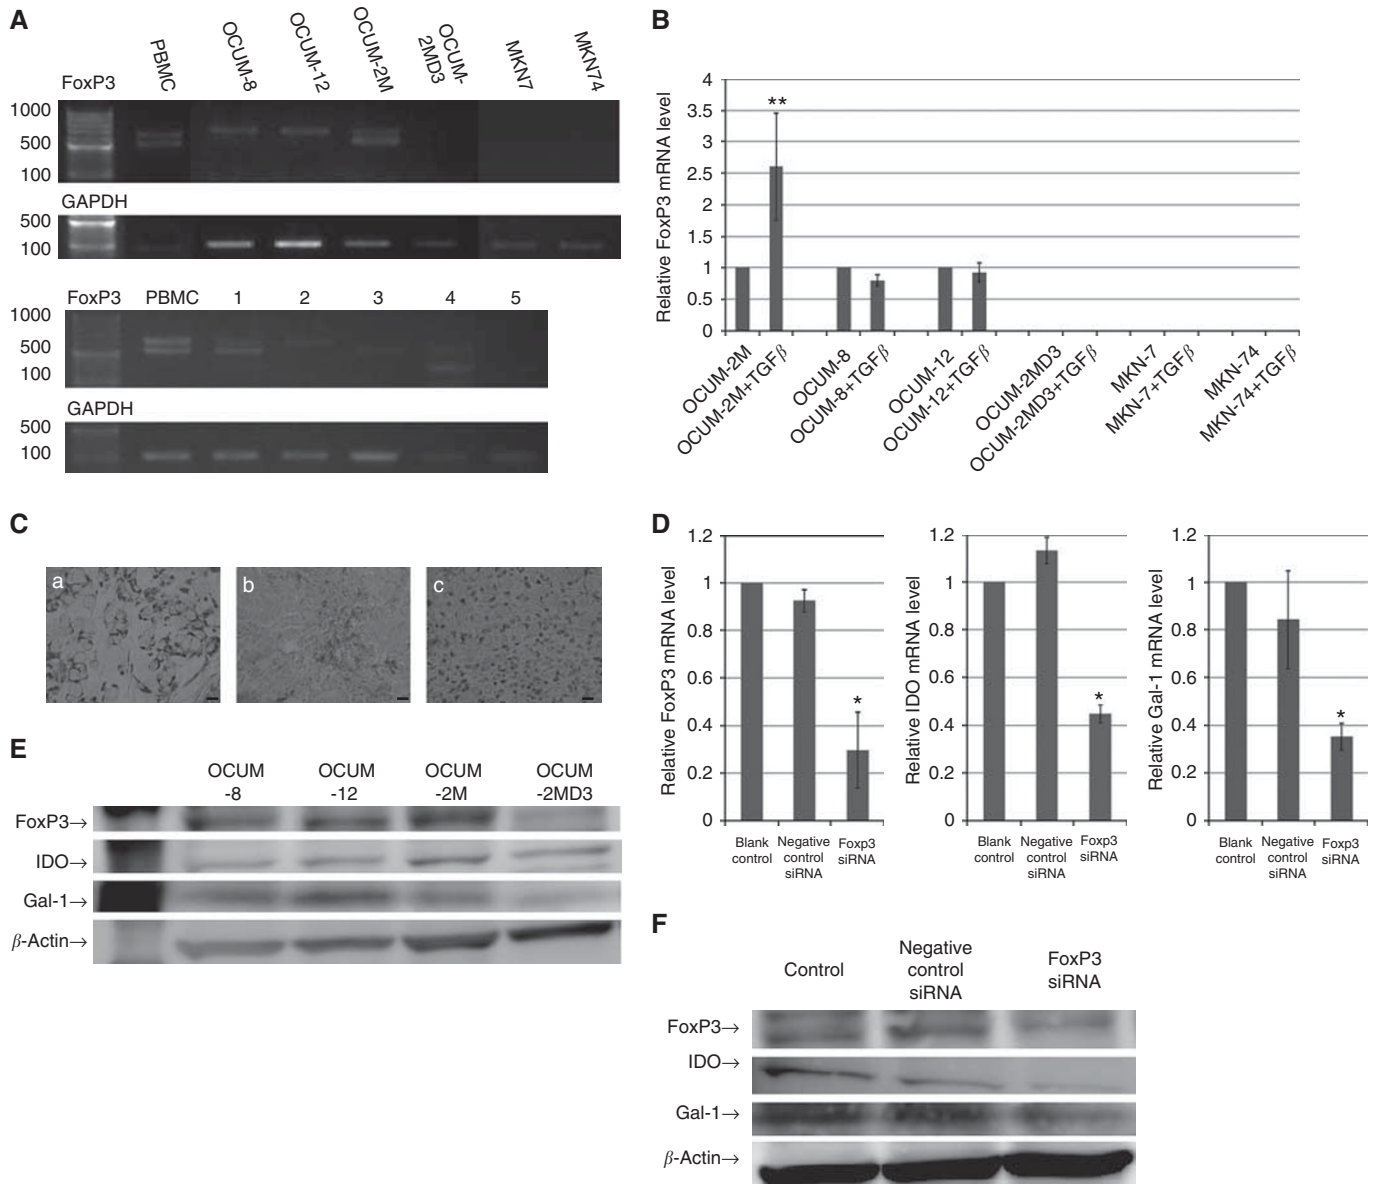 A
PBMC
OCUM-8
OCUM-12
OCUM-2M
OCUM-
2MD3
MKN7
MKN74
FoxP3
1000
500
100
GAPDH
500
100
FoxP3 PBMC 1 2 3 4 5
1000
500
100
GAPDH
500
100
B
Relative FoxP3 mRNA level
4
3.5
3
2.5
2
1.5
1
0.5
0
**
OCUM-2M
OCUM-2M+TGFβ
OCUM-8
OCUM-8+TGFβ
OCUM-12
OCUM-12+TGFβ
OCUM-2MD3
OCUM-2MD3+TGFβ
MKN-7
MKN-7+TGFβ
MKN-74
MKN-74+TGFβ
C
a
b
c
D
Relative FoxP3 mRNA level
1.2
1
0.8
0.6
0.4
0.2
0
*
Blank
control
Negative
control
siRNA
Foxp3
siRNA
Relative IDO mRNA level
1.2
1
0.8
0.6
0.4
0.2
0
*
Blank
control
Negative
control
siRNA
Foxp3
siRNA
Relative Gal-1 mRNA level
1.2
1
0.8
0.6
0.4
0.2
0
*
Blank
control
Negative
control
siRNA
Foxp3
siRNA
E
OCUM
-8
OCUM
-12
OCUM
-2M
OCUM
-2MD3
FoxP3→
IDO→
Gal-1→
β-Actin→
F
Control
Negative
control
siRNA
FoxP3
siRNA
FoxP3→
IDO→
Gal-1→
β-Actin→